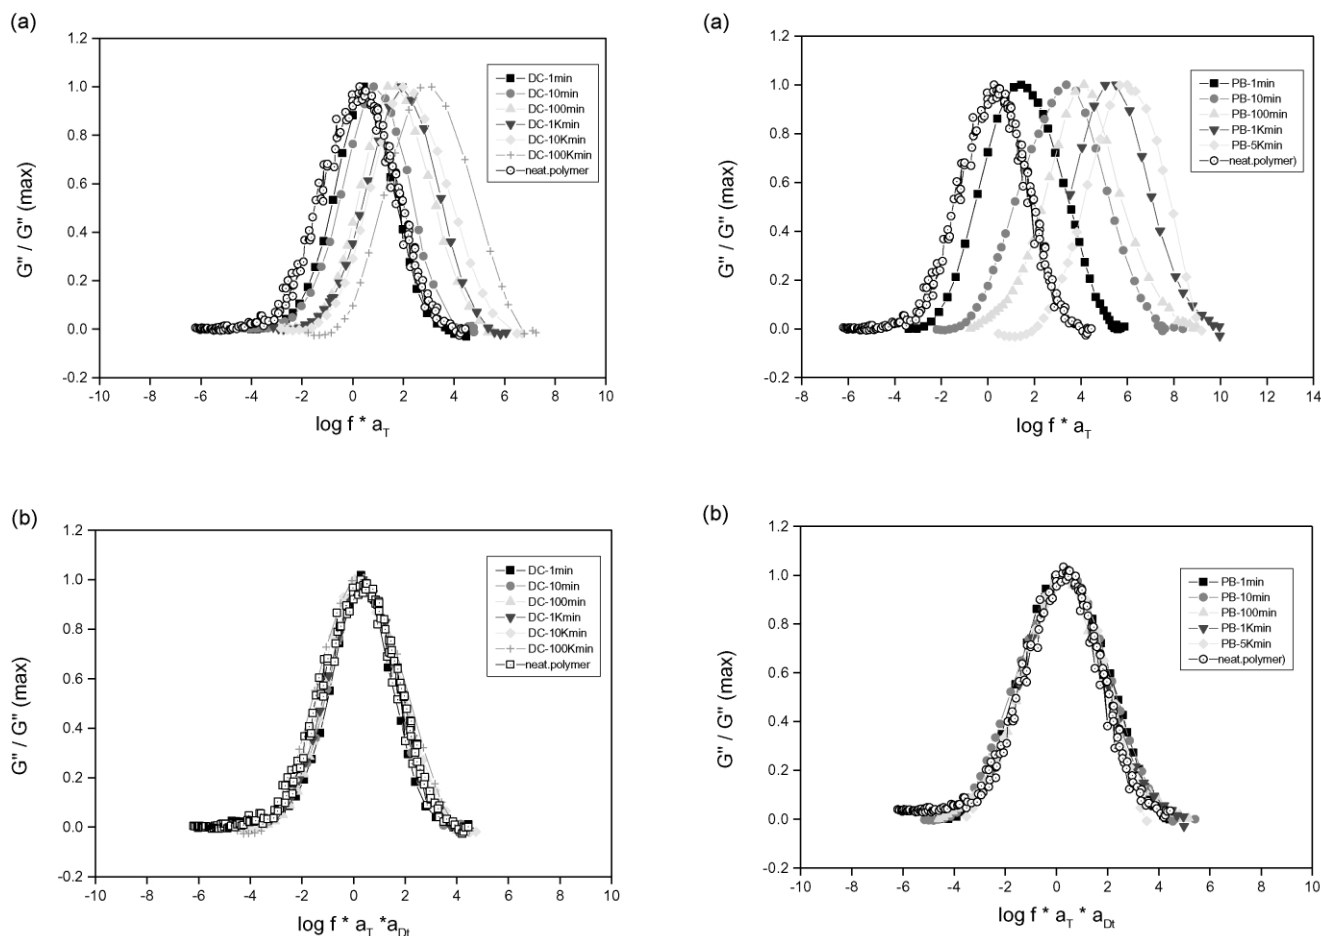 (a)
1.2
1.0
0.8
0.6
0.4
0.2
0.0
-0.2
G" / G" (max)
-10 -8 -6 -4 -2 0 2 4 6 8 10
log f * aT
DC-1min
DC-10min
DC-100min
DC-1Kmin
DC-10Kmin
DC-100Kmin
neat.polymer
(a)
1.2
1.0
0.8
0.6
0.4
0.2
0.0
-0.2
G" / G" (max)
-10 -8 -6 -4 -2 0 2 4 6 8 10 12 14
log f * aT
PB-1min
PB-10min
PB-100min
PB-1Kmin
PB-5Kmin
neat.polymer)
(b)
1.2
1.0
0.8
0.6
0.4
0.2
0.0
-0.2
G" / G" (max)
-10 -8 -6 -4 -2 0 2 4 6 8 10
log f * aT *aDt
DC-1min
DC-10min
DC-100min
DC-1Kmin
DC-10Kmin
DC-100Kmin
neat.polymer
(b)
1.2
1.0
0.8
0.6
0.4
0.2
0.0
-0.2
G" / G" (max)
-10 -8 -6 -4 -2 0 2 4 6 8 10
log f * aT * aDt
PB-1min
PB-10min
PB-100min
PB-1Kmin
PB-5Kmin
neat.polymer)